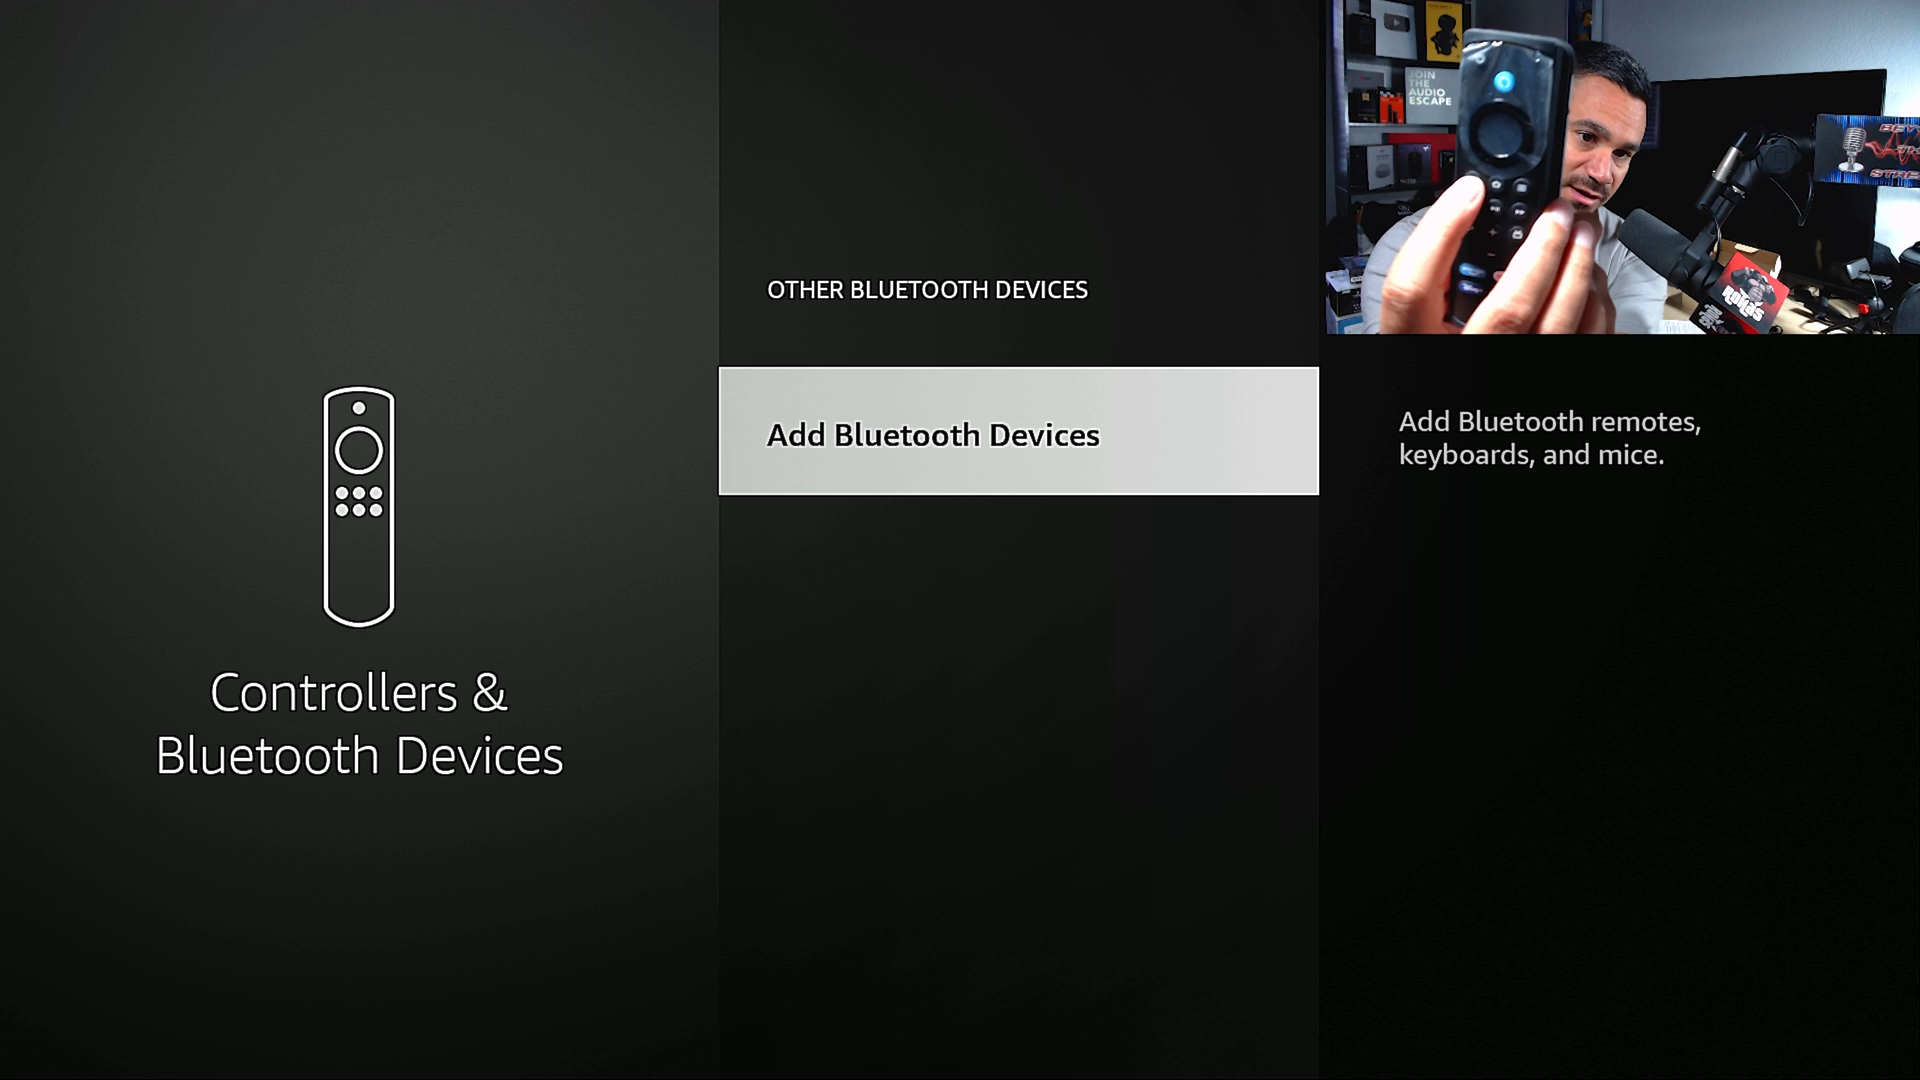 OTHER BLUETOOTH DEVICES
Add Bluetooth Devices
Add Bluetooth remotes,
keyboards, and mice.
Controllers &
Bluetooth Devices
JOIN
THE
AUDIO
ESCAPE